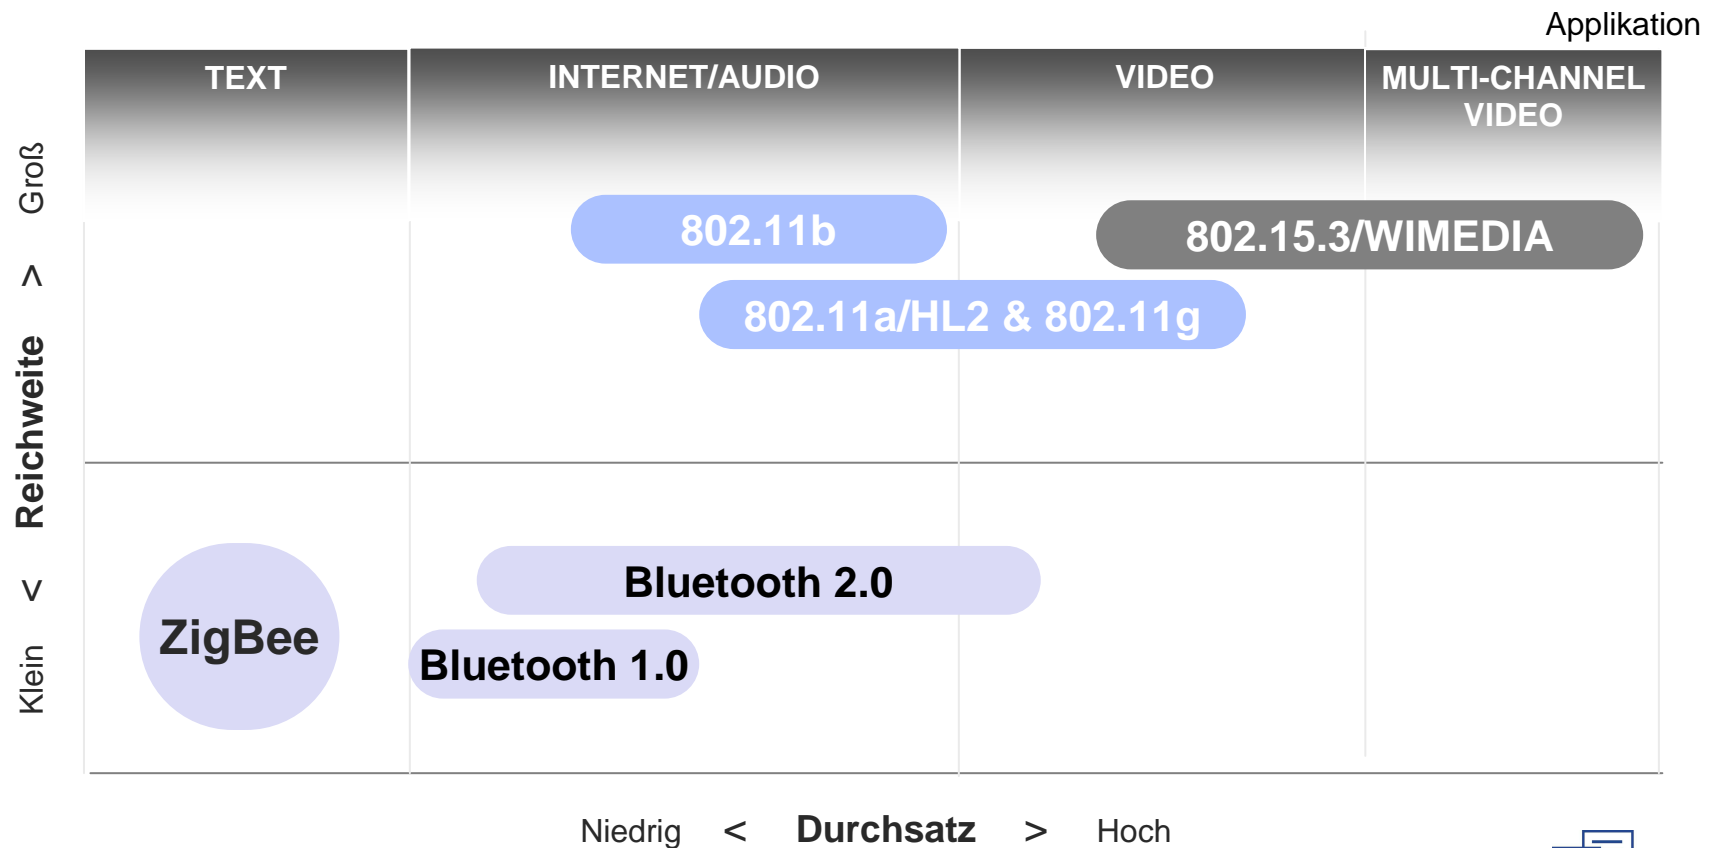 Applikation
TEXT
INTERNET/AUDIO
VIDEO
MULTI-CHANNEL
VIDEO
Klein < Reichweite > Groß
802.11b
802.15.3/WIMEDIA
802.11a/HL2 & 802.11g
Bluetooth 2.0
ZigBee
Bluetooth 1.0
Niedrig < Durchsatz > Hoch